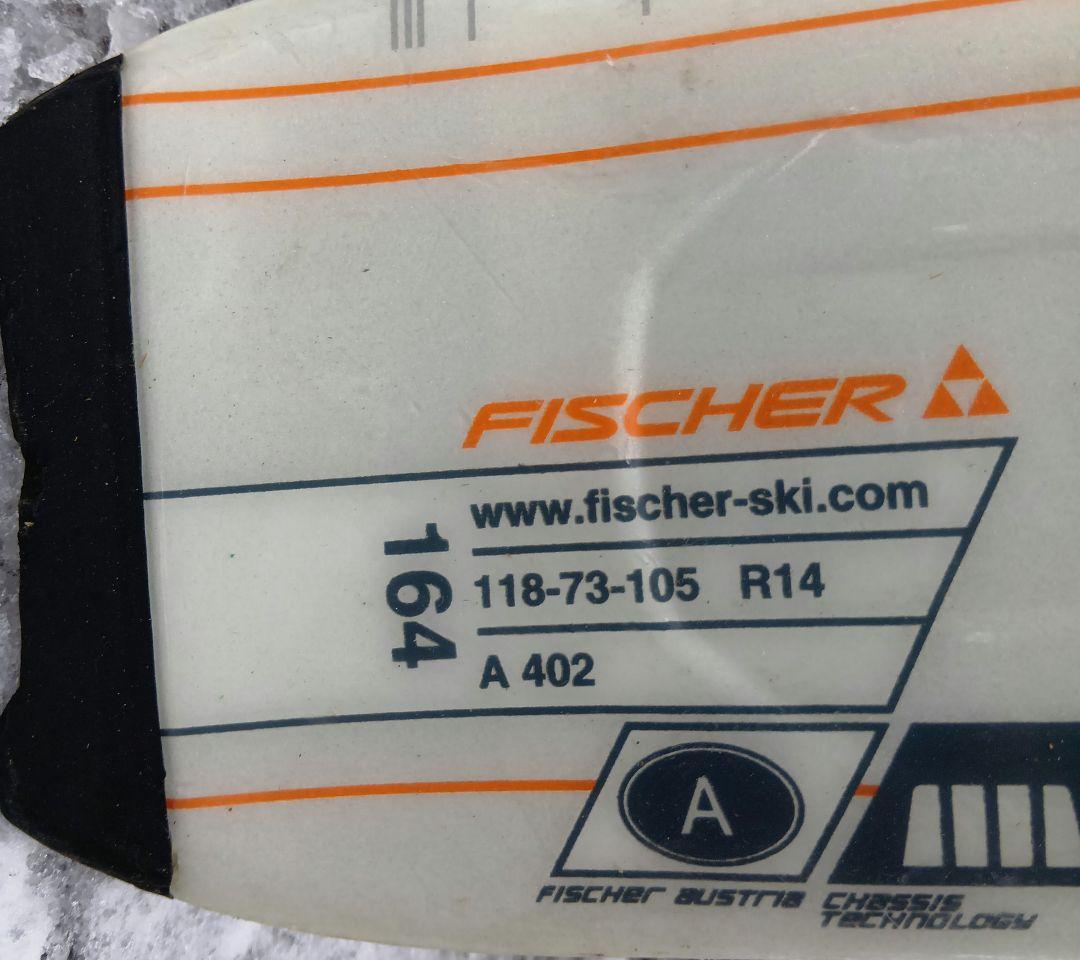 FISCHER
www.fischer-ski.com
164
118-73-105 R14
A 402
A
FISCHER AUSTRIA
CHASSIS
TECHNOLOGY